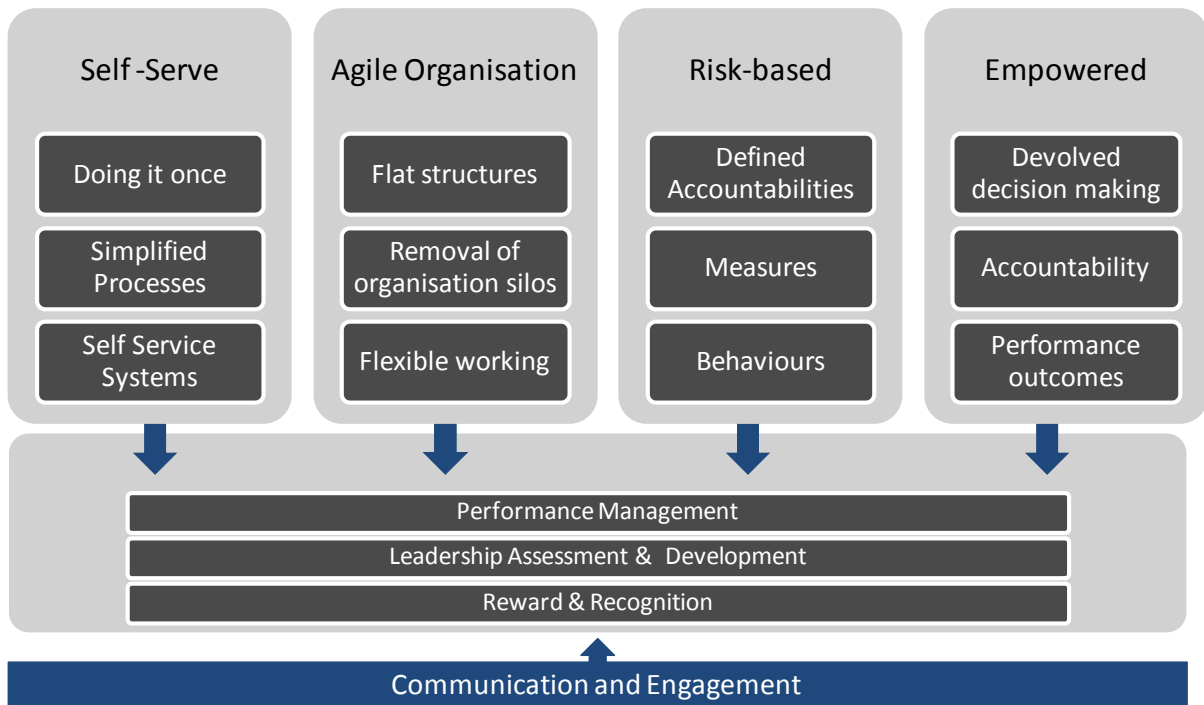 Self -Serve
Doing it once
Simplified
Processes
Self Service
Systems
Agile Organisation
Flat structures
Removal of
organisation silos
Flexible working
Risk-based
Defined
Accountabilities
Measures
Behaviours
Empowered
Devolved
decision making
Accountability
Performance
outcomes
Performance Management
Leadership Assessment & Development
Reward & Recognition
Communication and Engagement